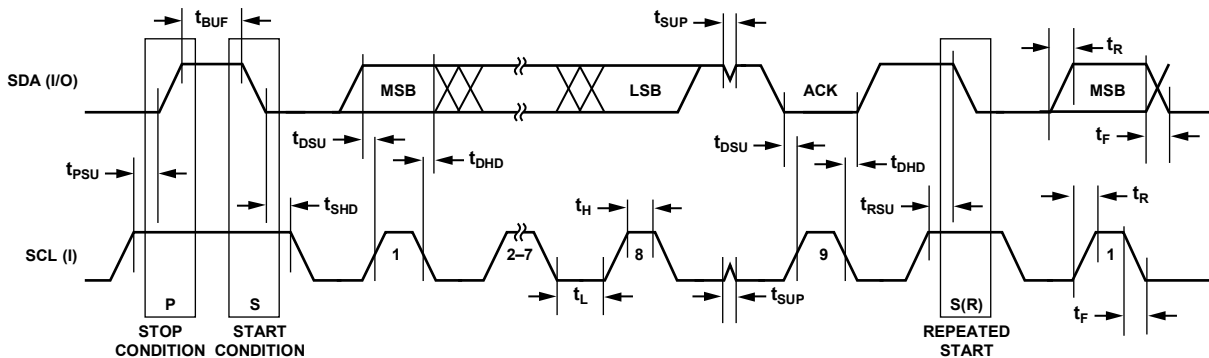 tBUF
tSUP
tR
SDA (I/O)
MSB
LSB
ACK
MSB
tDSU
tDHD
tDSU
tDHD
tF
tPSU
tSHD
tH
tRSU
tR
SCL (I)
1
2–7
8
9
1
tL
tSUP
tF
P
S
S(R)
STOP
CONDITION
START
CONDITION
REPEATED
START